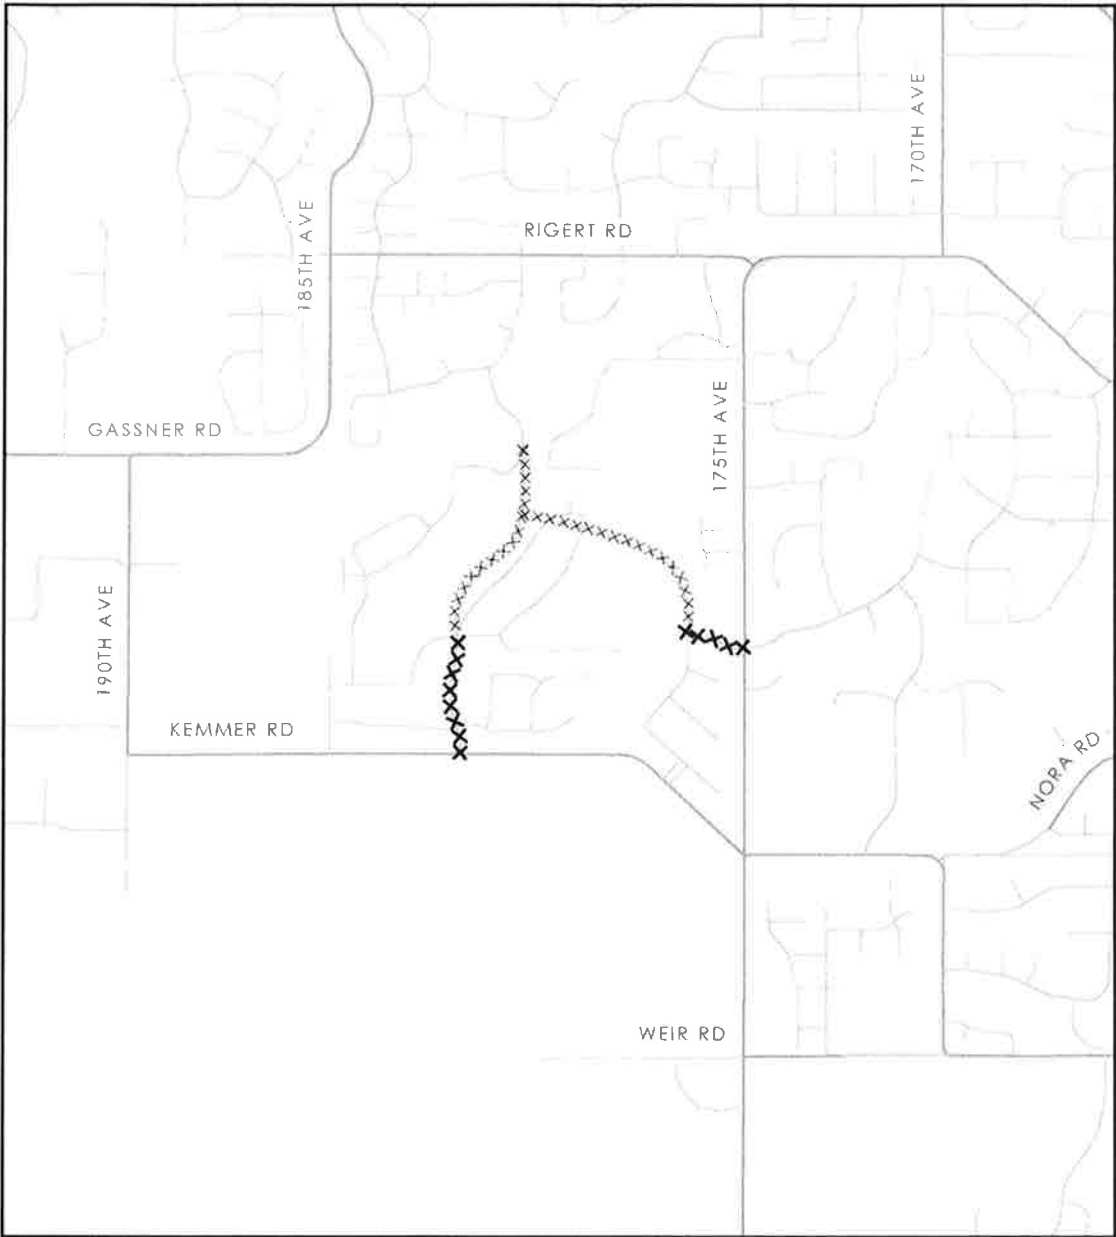 170TH AVE
RIGERT RD
185TH AVE
GASSNER RD
175TH AVE
190TH AVE
KEMMER RD
NORA RD
WEIR RD